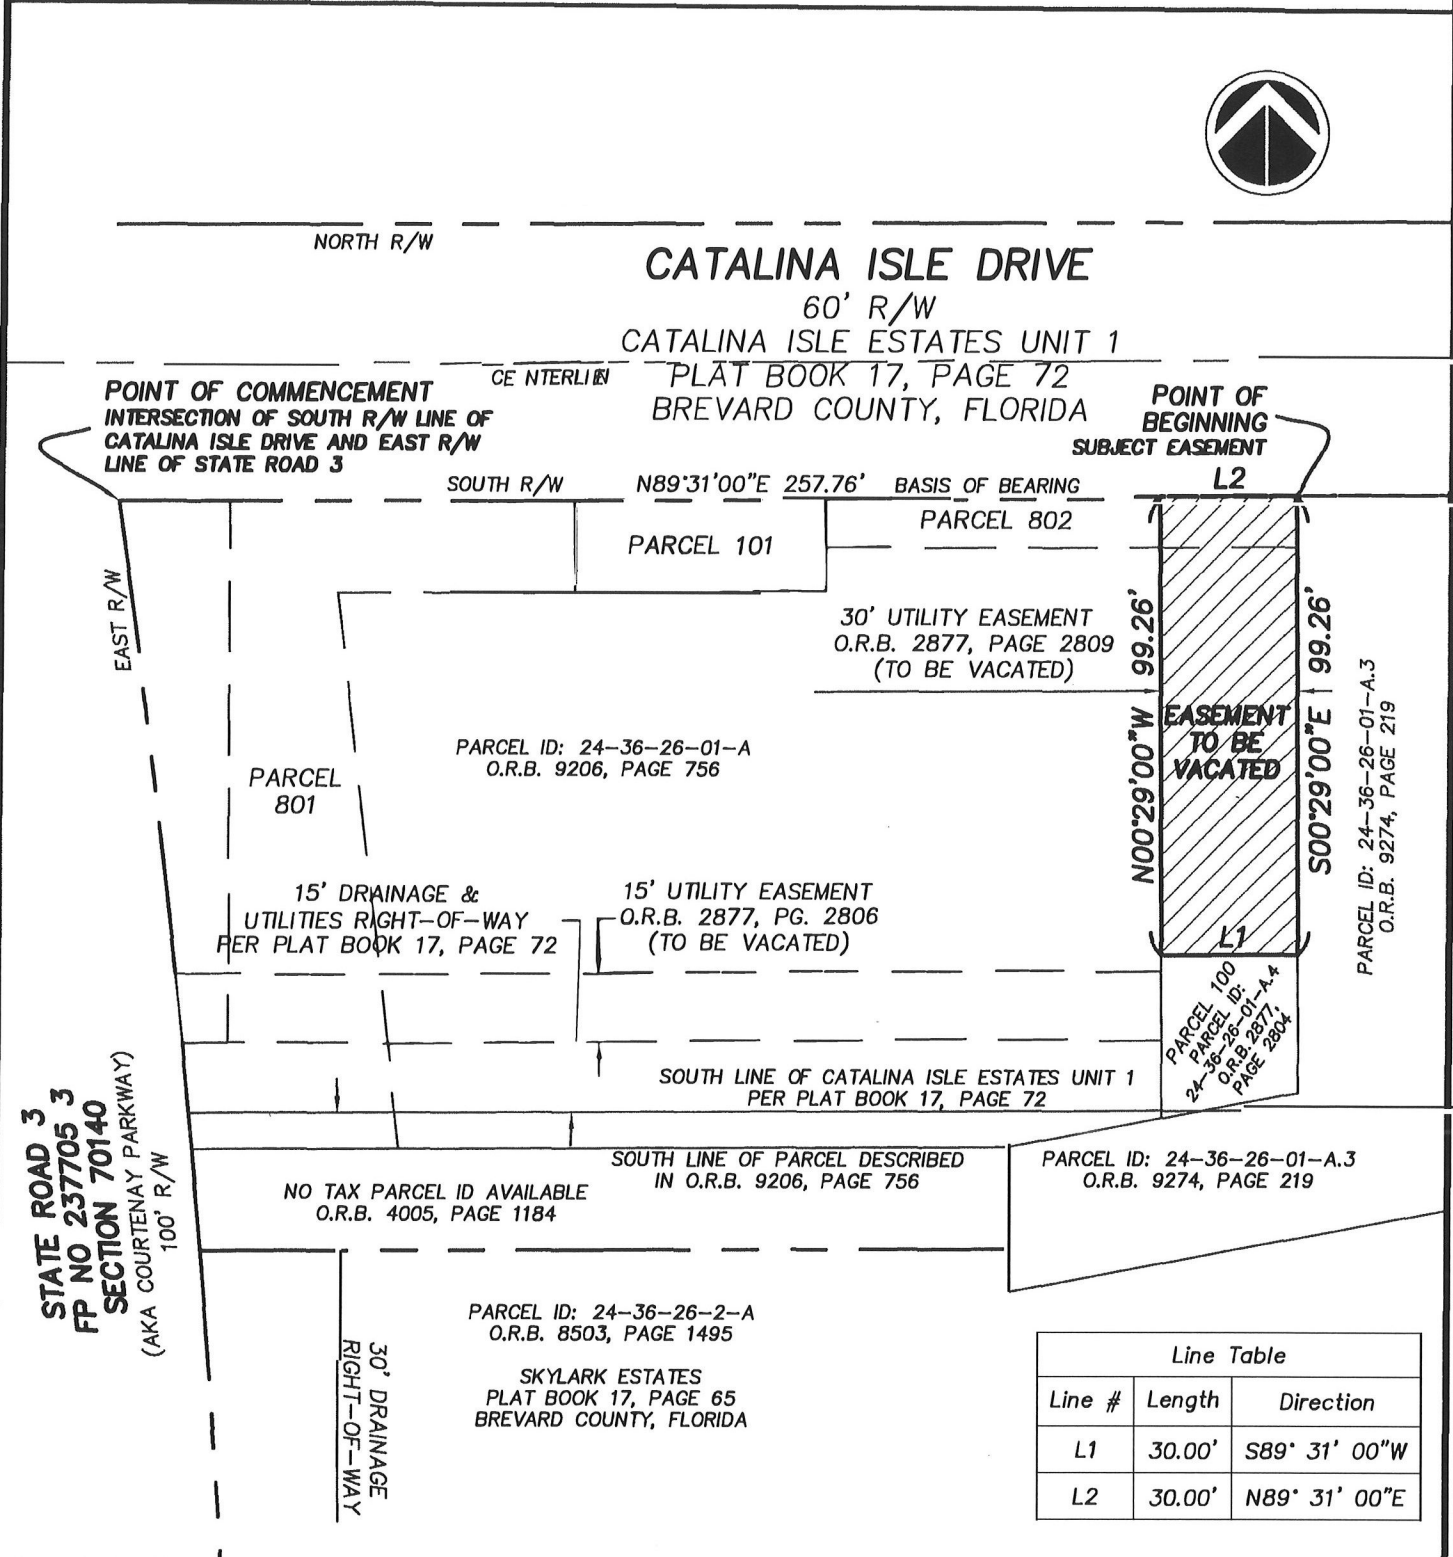 NORTH R/W
CATALINA ISLE DRIVE
60' R/W
CATALINA ISLE ESTATES UNIT 1
PLAT BOOK 17, PAGE 72
BREVARD COUNTY, FLORIDA
CE NTERLI
POINT OF COMMENCEMENT
INTERSECTION OF SOUTH R/W LINE OF
CATALINA ISLE DRIVE AND EAST R/W
LINE OF STATE ROAD 3
POINT OF
BEGINNING
SUBJECT EASEMENT
L2
SOUTH R/W
N89°31'00"E 257.76'
BASIS OF BEARING
PARCEL 802
PARCEL 101
EAST R/W
30' UTILITY EASEMENT
O.R.B. 2877, PAGE 2809
(TO BE VACATED)
N00°29'00"W 99.26'
EASEMENT
TO BE
VACATED
S00°29'00"E 99.26'
PARCEL ID: 24-36-26-01-A.3
O.R.B. 9274, PAGE 219
PARCEL ID: 24-36-26-01-A
O.R.B. 9206, PAGE 756
PARCEL
801
15' DRAINAGE &
UTILITIES RIGHT-OF-WAY
PER PLAT BOOK 17, PAGE 72
15' UTILITY EASEMENT
O.R.B. 2877, PG. 2806
(TO BE VACATED)
L1
PARCEL 100
PARCEL ID:
24-36-26-01-A.4
O.R.B. 2877,
PAGE 2804
SOUTH LINE OF CATALINA ISLE ESTATES UNIT 1
PER PLAT BOOK 17, PAGE 72
STATE ROAD 3
FP NO 237705 3
SECTION 70140
(AKA COURTENAY PARKWAY)
100' R/W
SOUTH LINE OF PARCEL DESCRIBED
IN O.R.B. 9206, PAGE 756
PARCEL ID: 24-36-26-01-A.3
O.R.B. 9274, PAGE 219
NO TAX PARCEL ID AVAILABLE
O.R.B. 4005, PAGE 1184
PARCEL ID: 24-36-26-2-A
O.R.B. 8503, PAGE 1495
SKYLARK ESTATES
PLAT BOOK 17, PAGE 65
BREVARD COUNTY, FLORIDA
30' DRAINAGE
RIGHT-OF-WAY
Line Table
Line # Length Direction
L1 30.00' S89° 31' 00"W
L2 30.00' N89° 31' 00"E